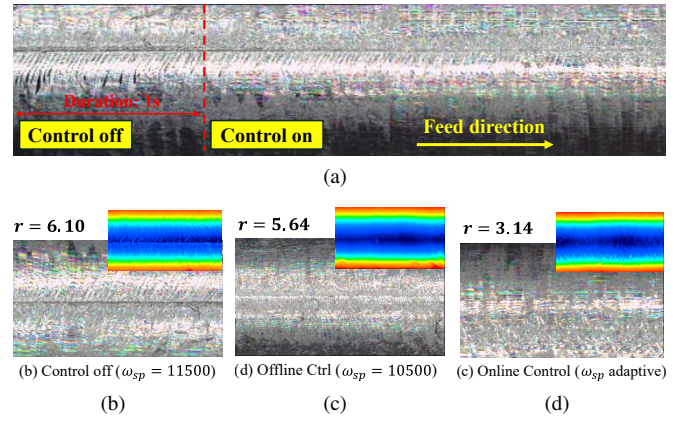 Duration: 1s
Control off
Control on
Feed direction
(a)
r = 6.10
r = 5.64
r = 3.14
(b) Control off (ω_sp = 11500)
(d) Offline Ctrl (ω_sp = 10500)
(c) Online Control (ω_sp adaptive)
(b)
(c)
(d)